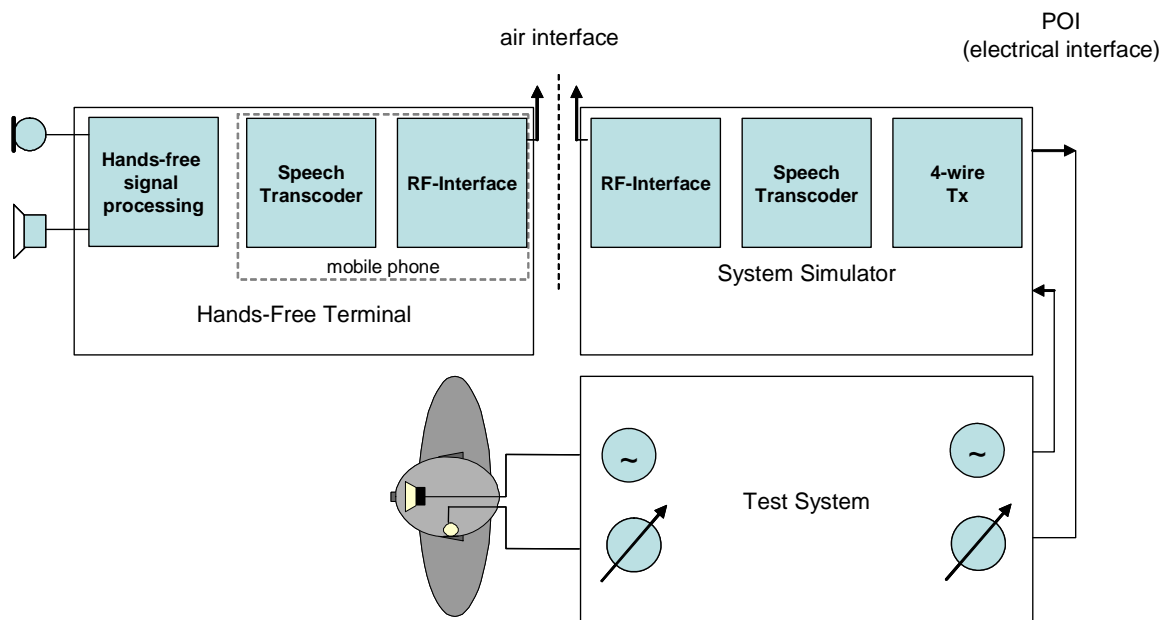 air interface
POI
(electrical interface)
Hands-free
signal
processing
Speech
Transcoder
RF-Interface
mobile phone
Hands-Free Terminal
RF-Interface
Speech
Transcoder
4-wire
Tx
System Simulator
~
~
Test System